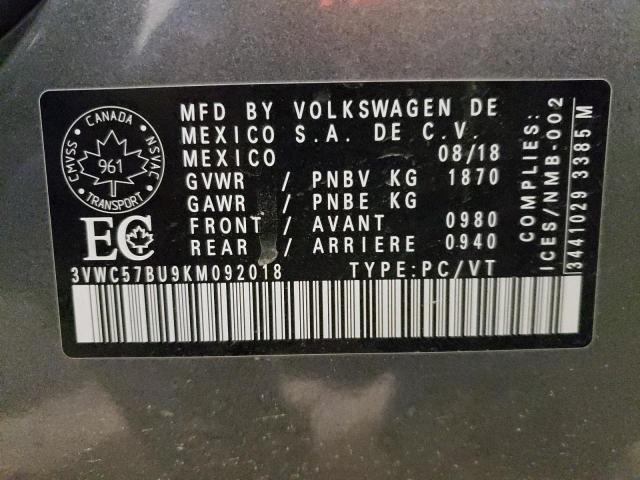 CANADA
CMVSS
NSVAC
961
TRANSPORT
EC
MFD BY VOLKSWAGEN DE
MEXICO S.A. DE C.V.
MEXICO 08/18
GVWR / PNBV KG 1870
GAWR / PNBE KG
FRONT / AVANT 0980
REAR / ARRIERE 0940
3VWC57BU9KM092018 TYPE:PC/VT
COMPLIES:
ICES/NMB-002
3441029 3385 M